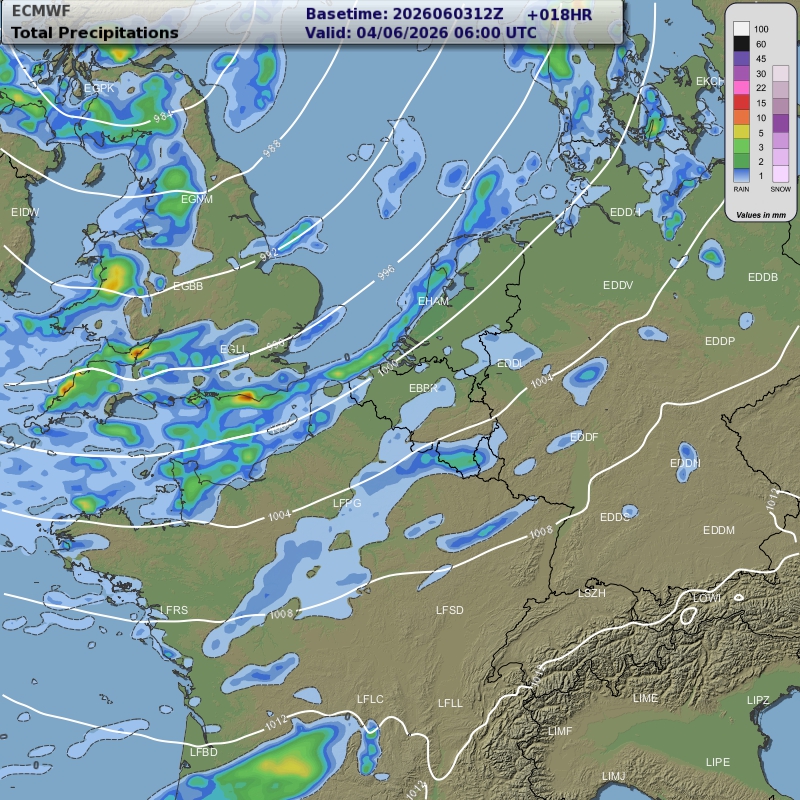 ECMWF
Basetime: 2026060312Z +018HR
Total Precipitations
Valid: 04/06/2026 06:00 UTC
100
60
45
30
22
15
10
5
3
2
1
RAIN
SNOW
Values in mm
EGPK
EKCH
984
988
EGNM
EIDW
992
996
EDDB
EGBB
EDDV
EHAM
EDDP
EGLL
1000
EDDL
1004
EBBR
EDDF
EDDN
1012
LFPG
1004
EDDS
1008
EDDM
LFRS
1008
LSZH
LFSD
LOWI
LFLC
LFLL
LIME
LIPZ
1012
LIMF
LFBD
LIPE
LIMJ
1012